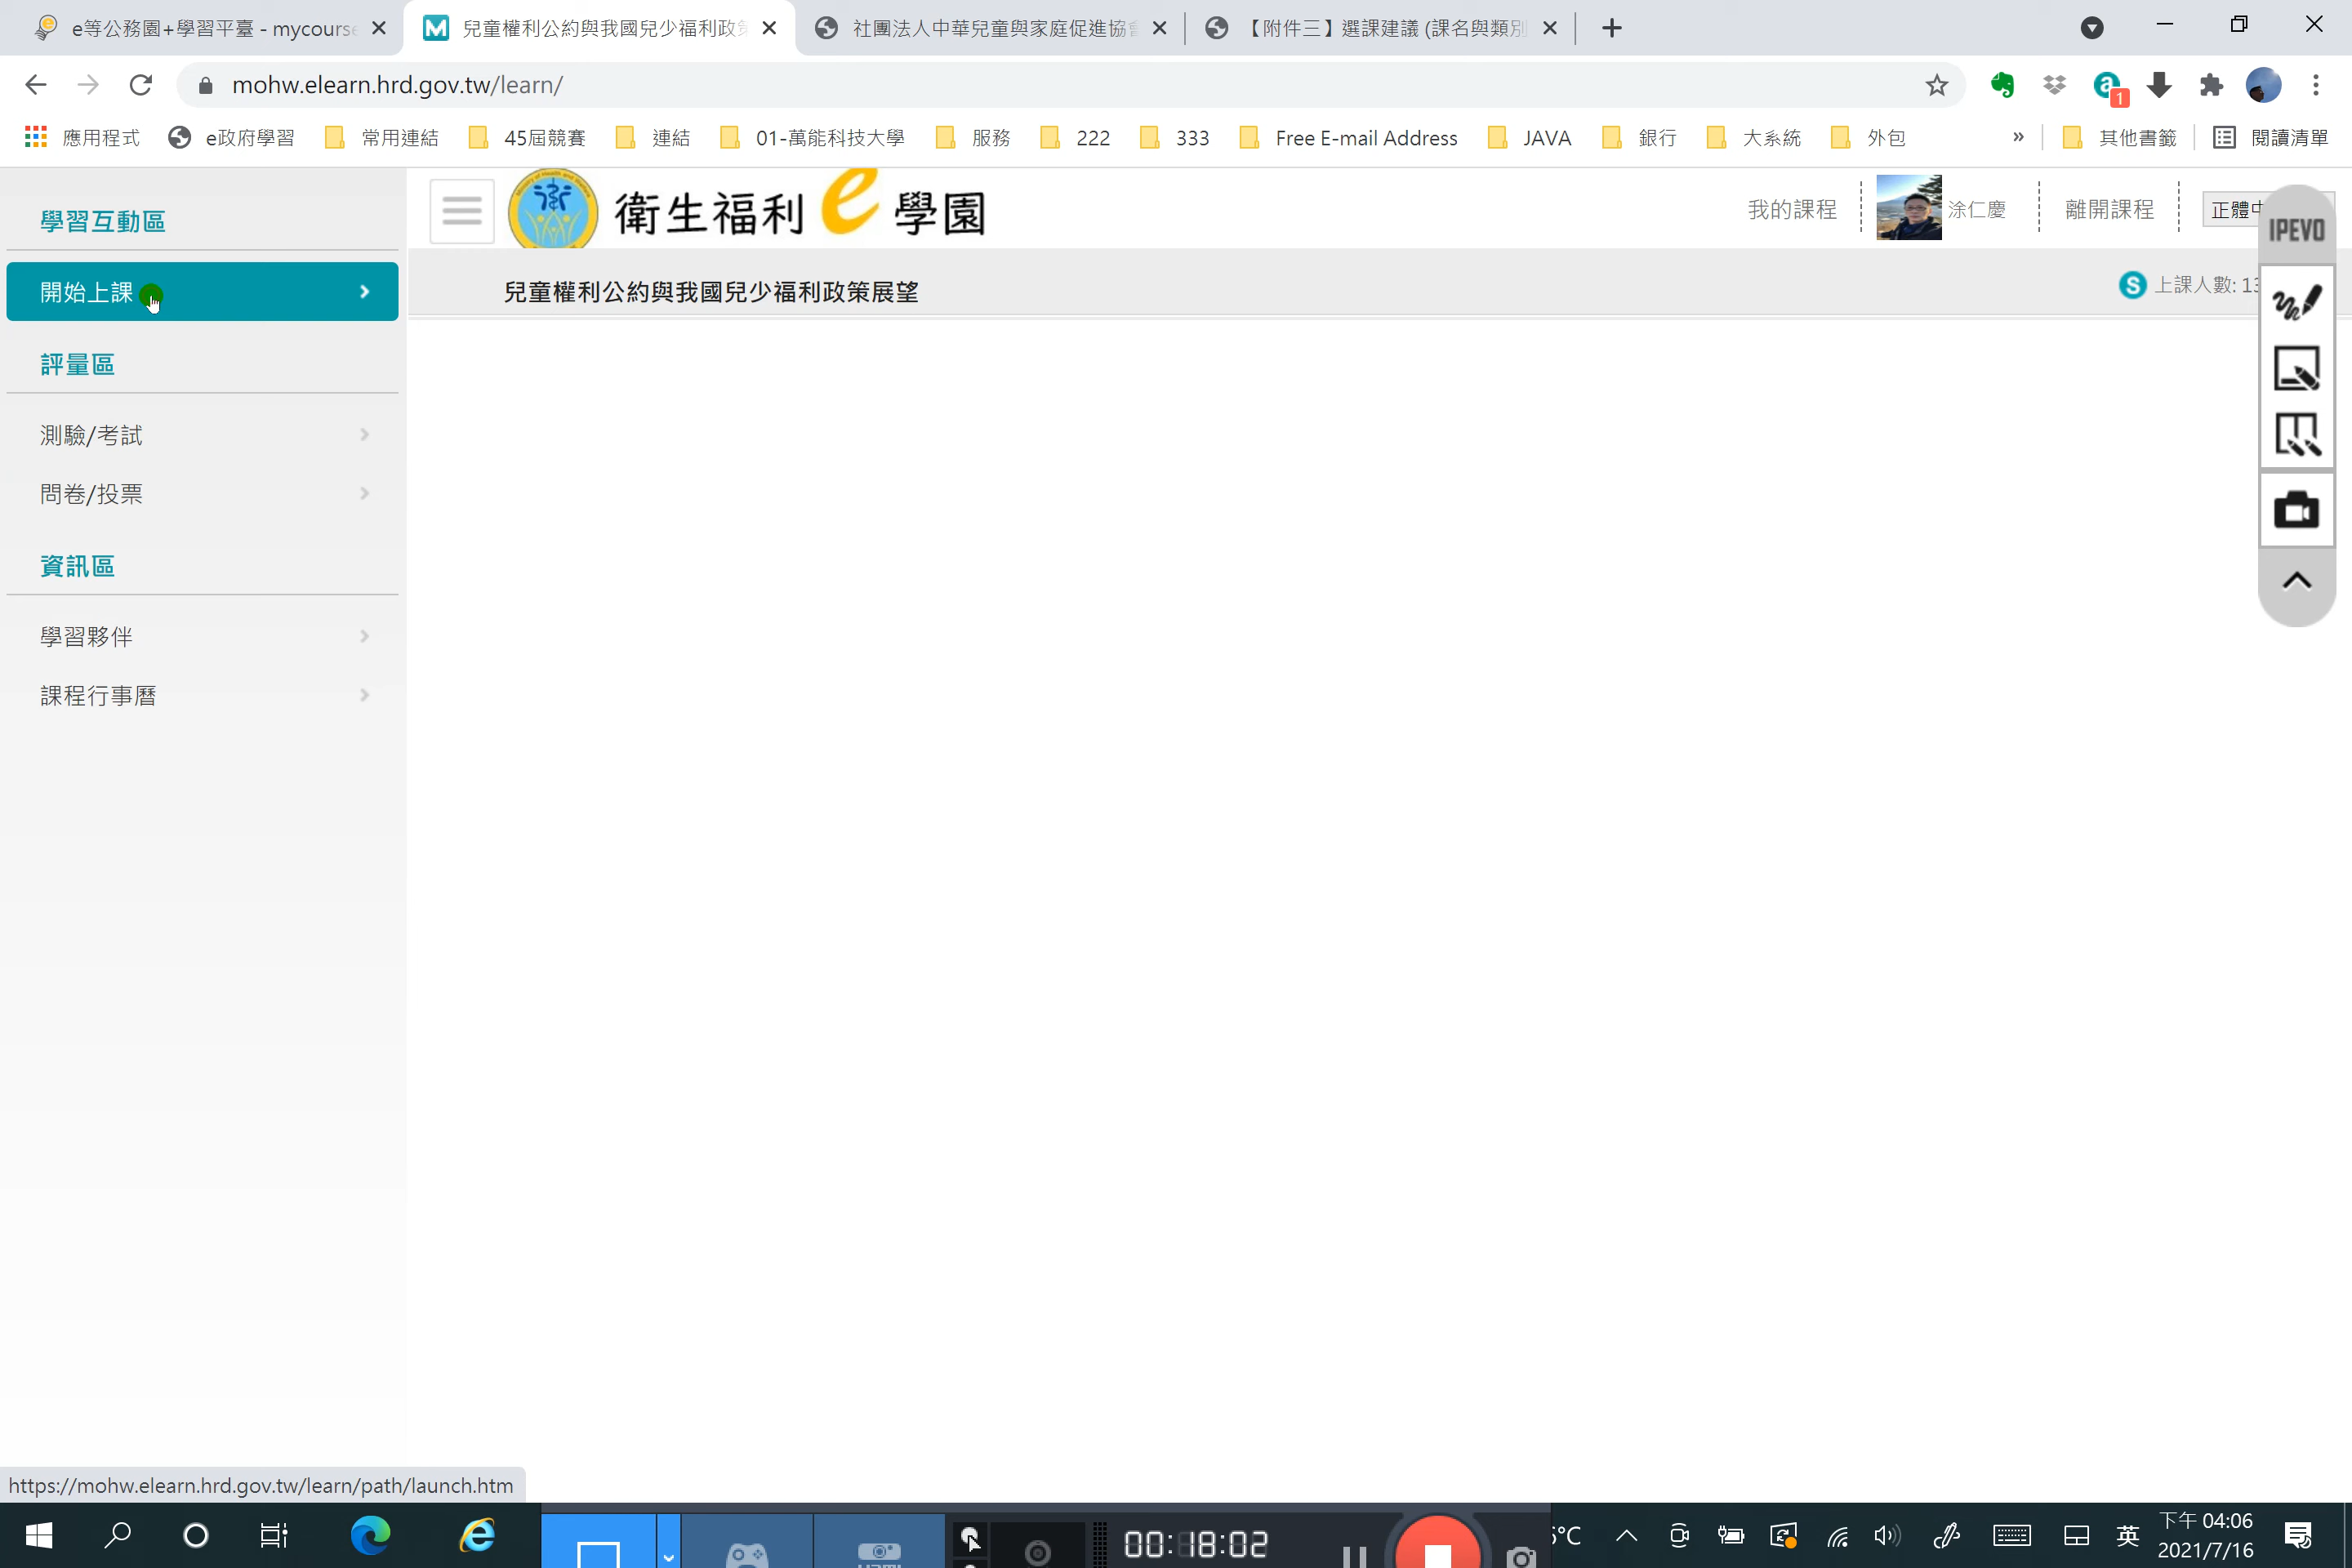 e等公務園+學習平臺 - mycourse
兒童權利公約與我國兒少福利政策
社團法人中華兒童與家庭促進協會
【附件三】選課建議 (課名與類別
mohw.elearn.hrd.gov.tw/learn/
1
應用程式
e政府學習
常用連結
45屆競賽
連結
01-萬能科技大學
服務
222
333
Free E-mail Address
JAVA
銀行
大系統
外包
»
其他書籤
閱讀清單
學習互動區
開始上課
評量區
測驗/考試
問卷/投票
資訊區
學習夥伴
課程行事曆
衛生福利e學園
我的課程
涂仁慶
離開課程
正體中
兒童權利公約與我國兒少福利政策展望
S 上課人數: 13
IPEVO
https://mohw.elearn.hrd.gov.tw/learn/path/launch.htm
00:18:02
°C
英
下午 04:06
2021/7/16